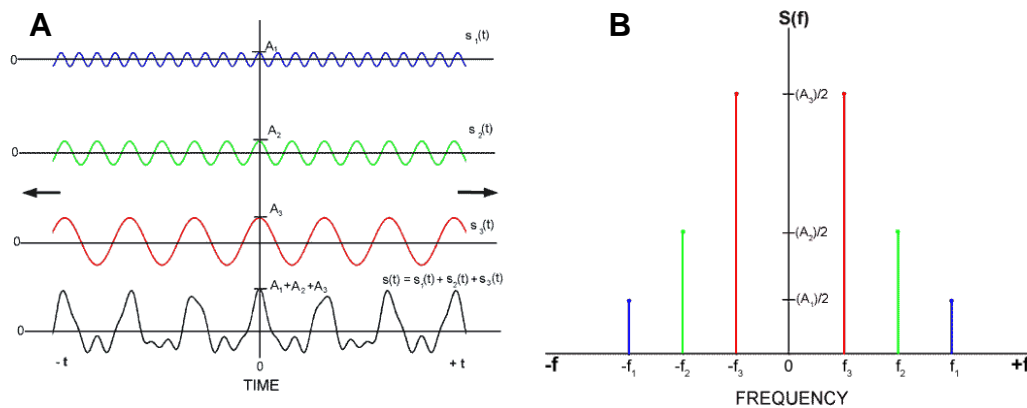 A
A₁
s₁(t)
0
A₂
s₂(t)
0
A₃
s₃(t)
0
A₁+A₂+A₃
s(t) = s₁(t) + s₂(t) + s₃(t)
0
- t
0
+ t
TIME
B
S(f)
(A₃)/2
(A₂)/2
(A₁)/2
-f
-f₁
-f₂
-f₃
0
f₃
f₂
f₁
+f
FREQUENCY